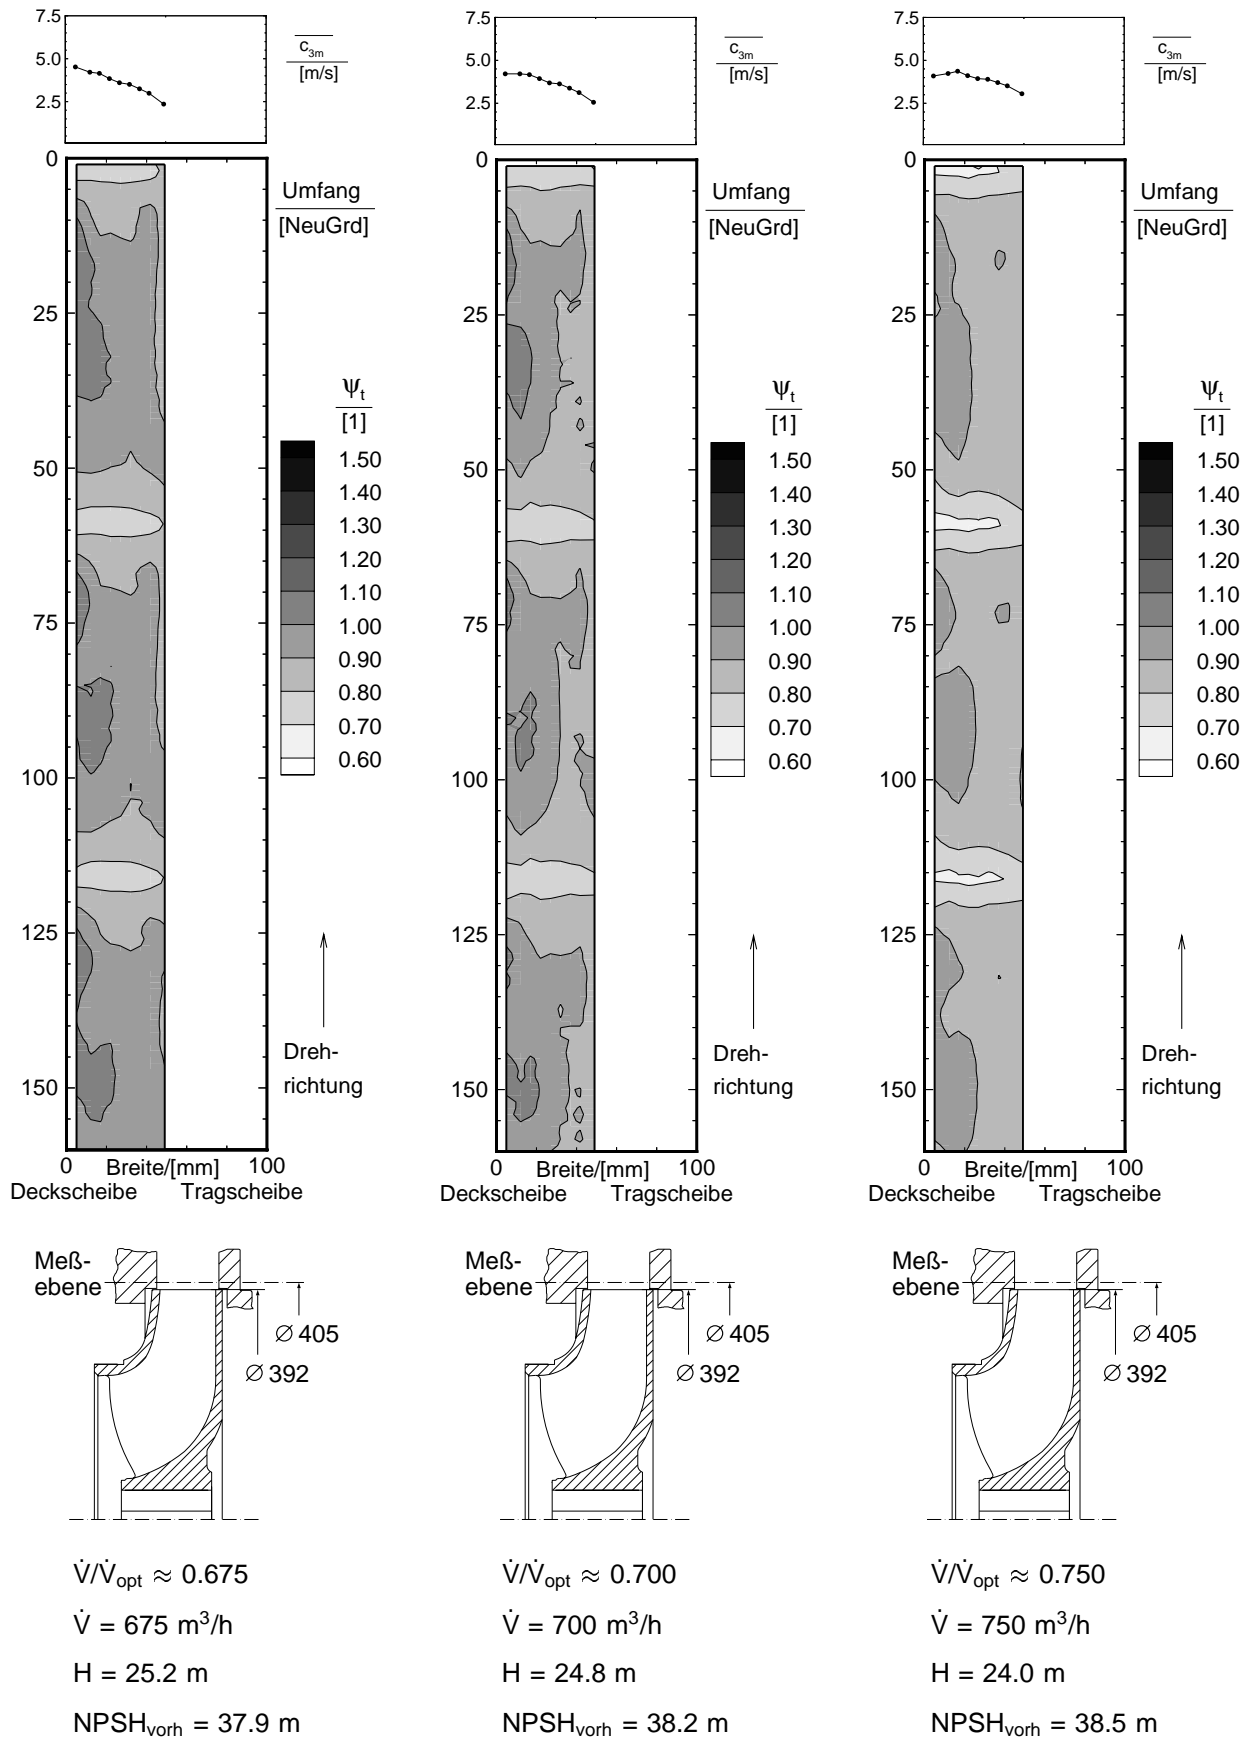 7.5
5.0
2.5
c3m
[m/s]
0
25
50
75
100
125
150
Umfang
[NeuGrd]
ψt
[1]
1.50
1.40
1.30
1.20
1.10
1.00
0.90
0.80
0.70
0.60
Dreh-
richtung
0 Breite/[mm] 100
Deckscheibe Tragscheibe
Meß-
ebene
∅ 405
∅ 392
V̇/V̇opt ≈ 0.675
V̇ = 675 m³/h
H = 25.2 m
NPSHvorh = 37.9 m
7.5
5.0
2.5
c3m
[m/s]
0
25
50
75
100
125
150
Umfang
[NeuGrd]
ψt
[1]
1.50
1.40
1.30
1.20
1.10
1.00
0.90
0.80
0.70
0.60
Dreh-
richtung
0 Breite/[mm] 100
Deckscheibe Tragscheibe
Meß-
ebene
∅ 405
∅ 392
V̇/V̇opt ≈ 0.700
V̇ = 700 m³/h
H = 24.8 m
NPSHvorh = 38.2 m
7.5
5.0
2.5
c3m
[m/s]
0
25
50
75
100
125
150
Umfang
[NeuGrd]
ψt
[1]
1.50
1.40
1.30
1.20
1.10
1.00
0.90
0.80
0.70
0.60
Dreh-
richtung
0 Breite/[mm] 100
Deckscheibe Tragscheibe
Meß-
ebene
∅ 405
∅ 392
V̇/V̇opt ≈ 0.750
V̇ = 750 m³/h
H = 24.0 m
NPSHvorh = 38.5 m